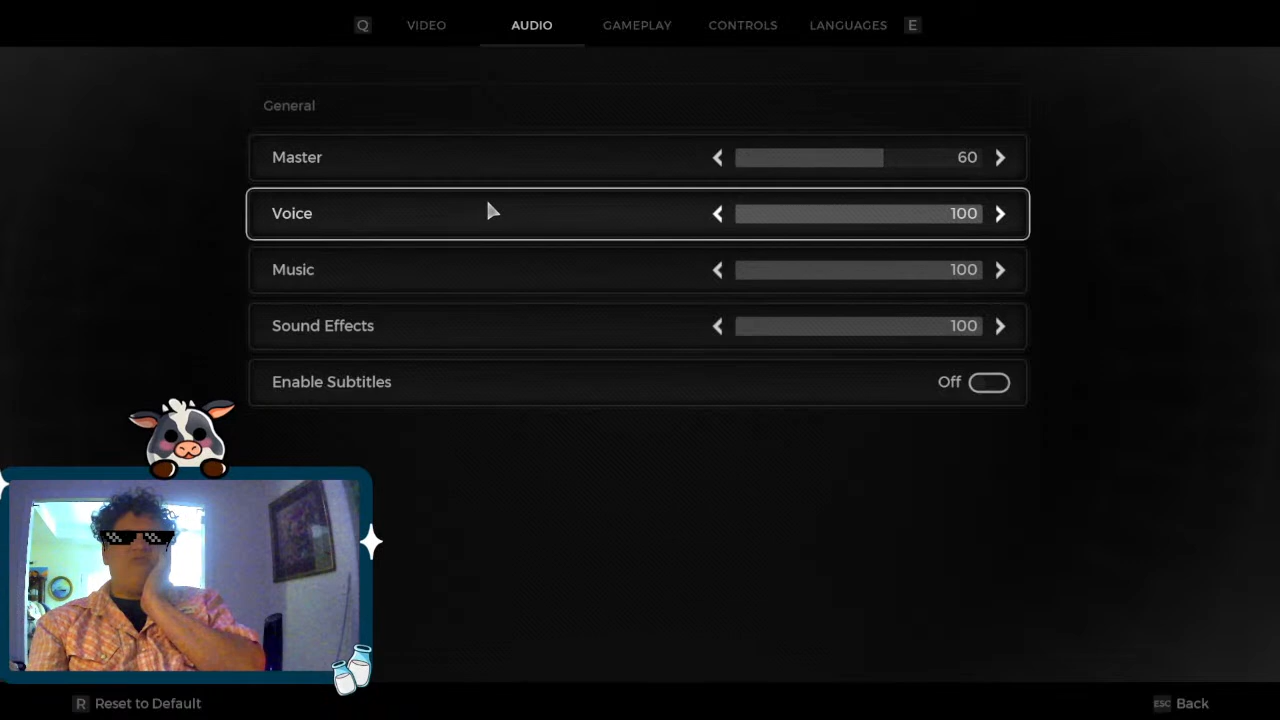 Q VIDEO AUDIO GAMEPLAY CONTROLS LANGUAGES E
General
Master 60
Voice 100
Music 100
Sound Effects 100
Enable Subtitles Off
R Reset to Default ESC Back